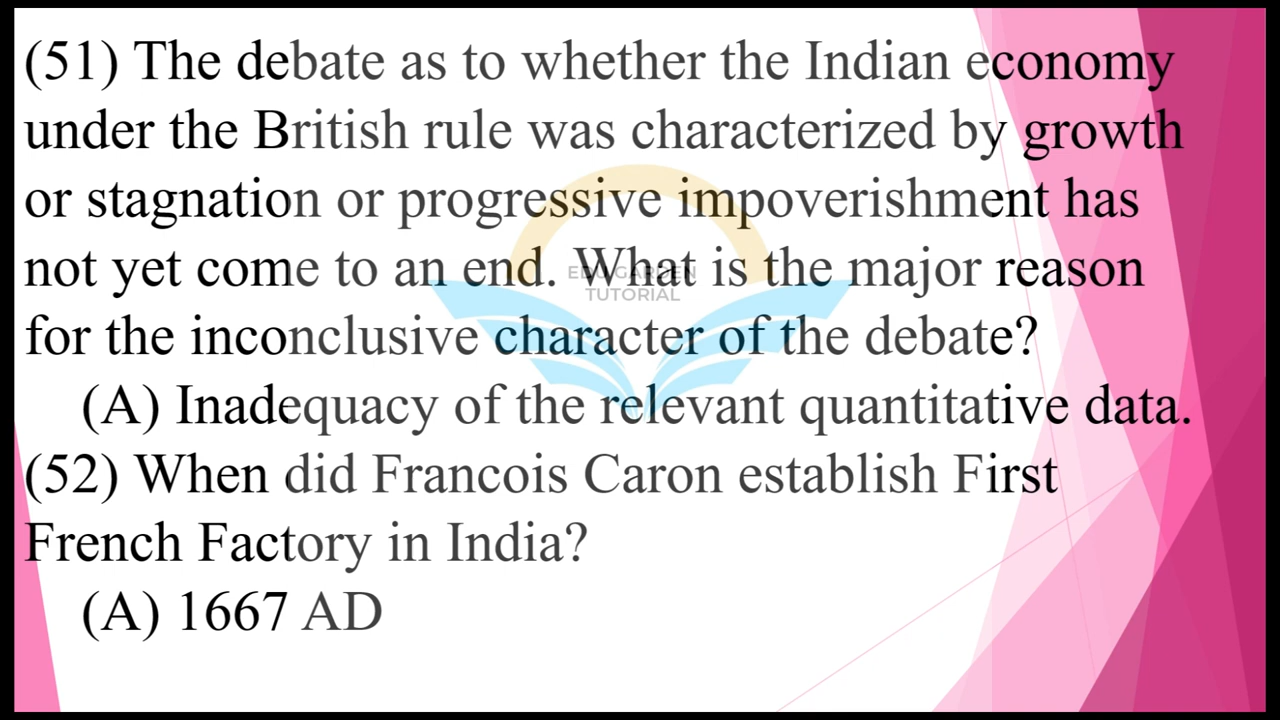 (51) The debate as to whether the Indian economy
under the British rule was characterized by growth
or stagnation or progressive impoverishment has
not yet come to an end. What is the major reason
for the inconclusive character of the debate?
(A) Inadequacy of the relevant quantitative data.
(52) When did Francois Caron establish First
French Factory in India?
(A) 1667 AD
EDU GARDEN
TUTORIAL